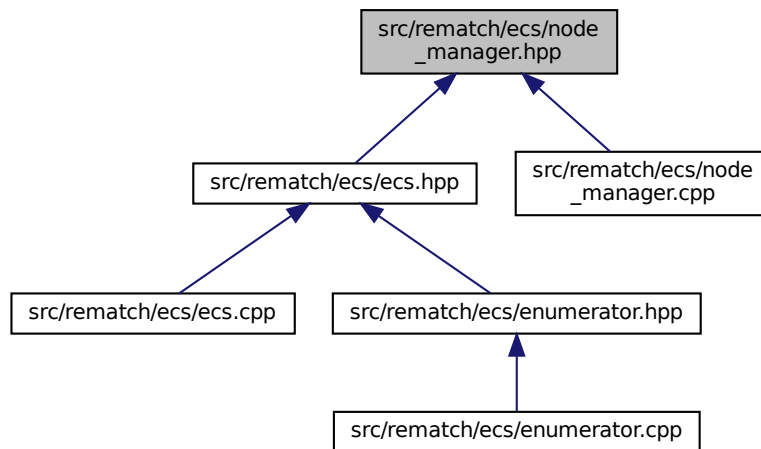 src/rematch/ecs/node
_manager.hpp
src/rematch/ecs/ecs.hpp
src/rematch/ecs/node
_manager.cpp
src/rematch/ecs/ecs.cpp
src/rematch/ecs/enumerator.hpp
src/rematch/ecs/enumerator.cpp